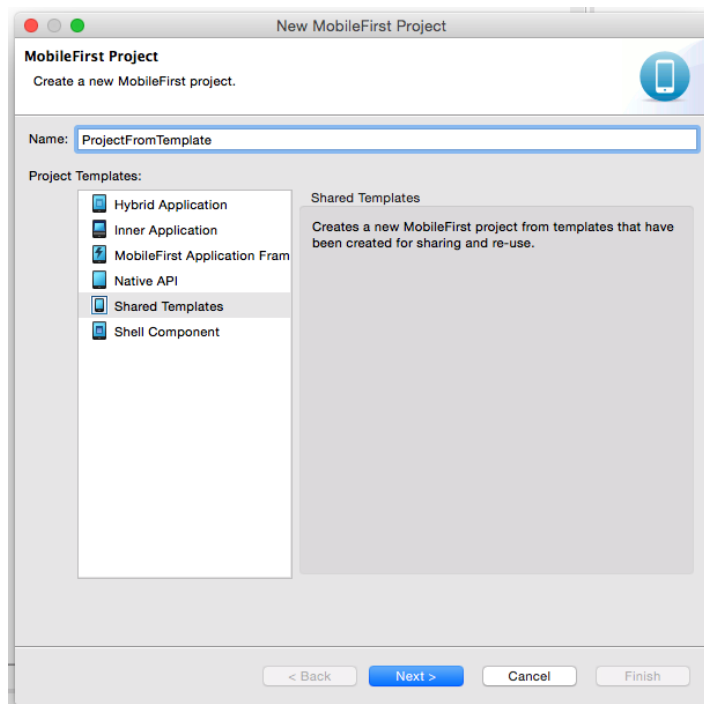 New MobileFirst Project
MobileFirst Project
Create a new MobileFirst project.
Name: ProjectFromTemplate
Project Templates:
Hybrid Application
Inner Application
MobileFirst Application Fram
Native API
Shared Templates
Shell Component
Shared Templates
Creates a new MobileFirst project from templates that have
been created for sharing and re-use.
< Back Next > Cancel Finish